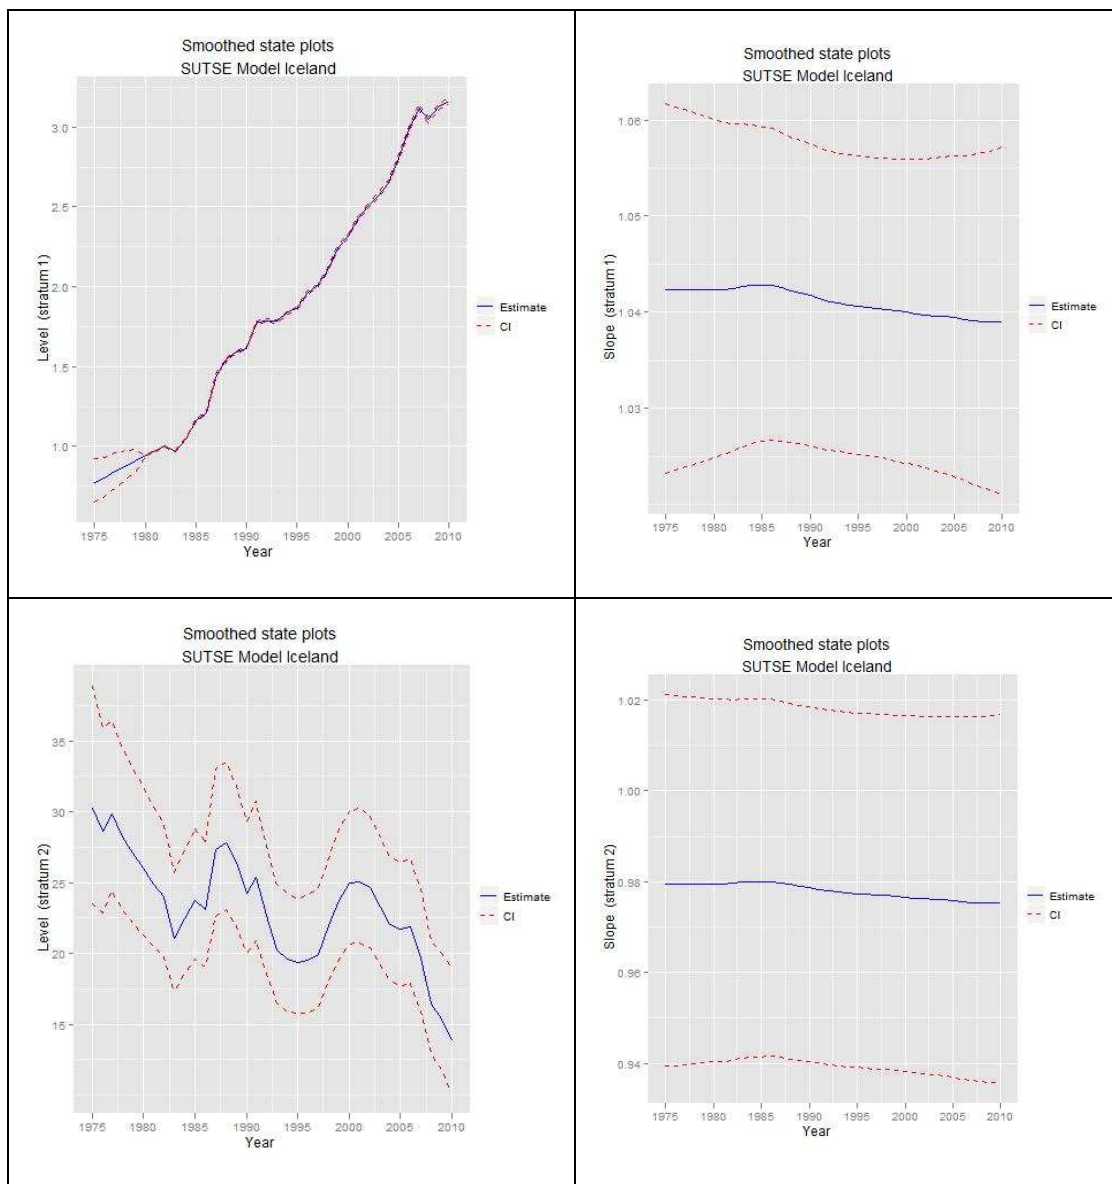 Smoothed state plots
SUTSE Model Iceland
Level (stratum 1)
3.0
2.5
2.0
1.5
1.0
1975 1980 1985 1990 1995 2000 2005 2010
Year
Estimate
CI
Smoothed state plots
SUTSE Model Iceland
Slope (stratum 1)
1.06
1.05
1.04
1.03
1975 1980 1985 1990 1995 2000 2005 2010
Year
Estimate
CI
Smoothed state plots
SUTSE Model Iceland
Level (stratum 2)
35
30
25
20
15
1975 1980 1985 1990 1995 2000 2005 2010
Year
Estimate
CI
Smoothed state plots
SUTSE Model Iceland
Slope (stratum 2)
1.02
1.00
0.98
0.96
0.94
1975 1980 1985 1990 1995 2000 2005 2010
Year
Estimate
CI